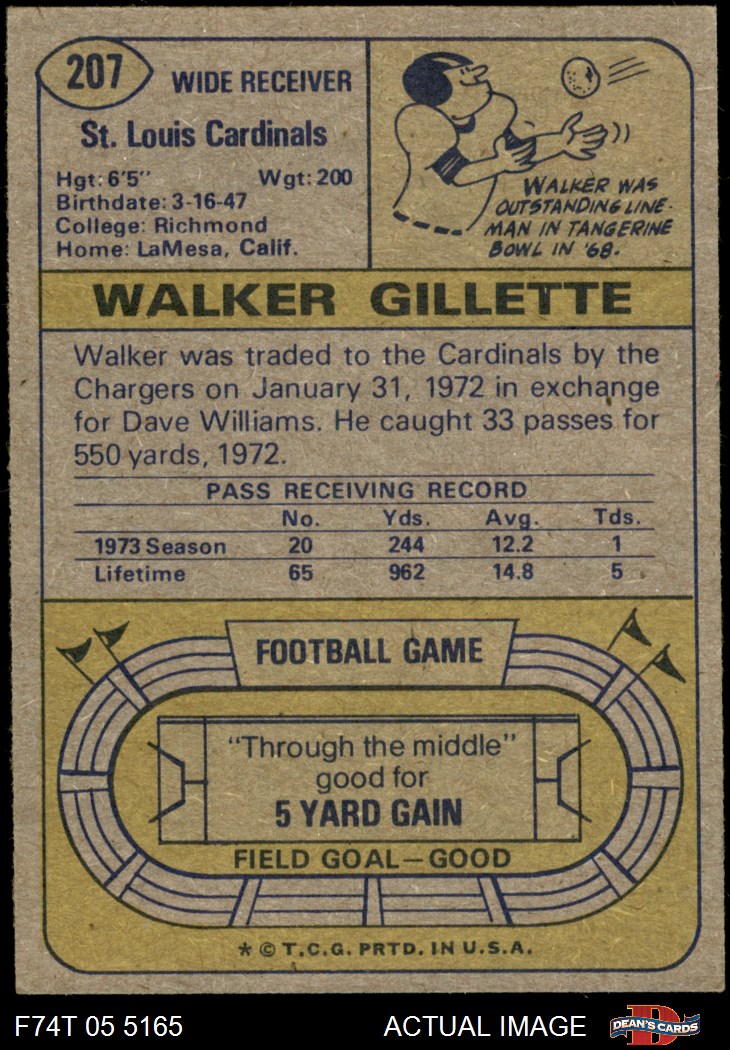 207
WIDE RECEIVER
St. Louis Cardinals
Hgt: 6'5" Wgt: 200
Birthdate: 3-16-47
College: Richmond
Home: LaMesa, Calif.
WALKER WAS
OUTSTANDING LINE-
MAN IN TANGERINE
BOWL IN '68.
WALKER GILLETTE
Walker was traded to the Cardinals by the
Chargers on January 31, 1972 in exchange
for Dave Williams. He caught 33 passes for
550 yards, 1972.
PASS RECEIVING RECORD
No. Yds. Avg. Tds.
1973 Season 20 244 12.2 1
Lifetime 65 962 14.8 5
FOOTBALL GAME
"Through the middle"
good for
5 YARD GAIN
FIELD GOAL—GOOD
* © T.C.G. PRTD. IN U.S.A.
F74T 05 5165 ACTUAL IMAGE
D
DEAN'S CARDS